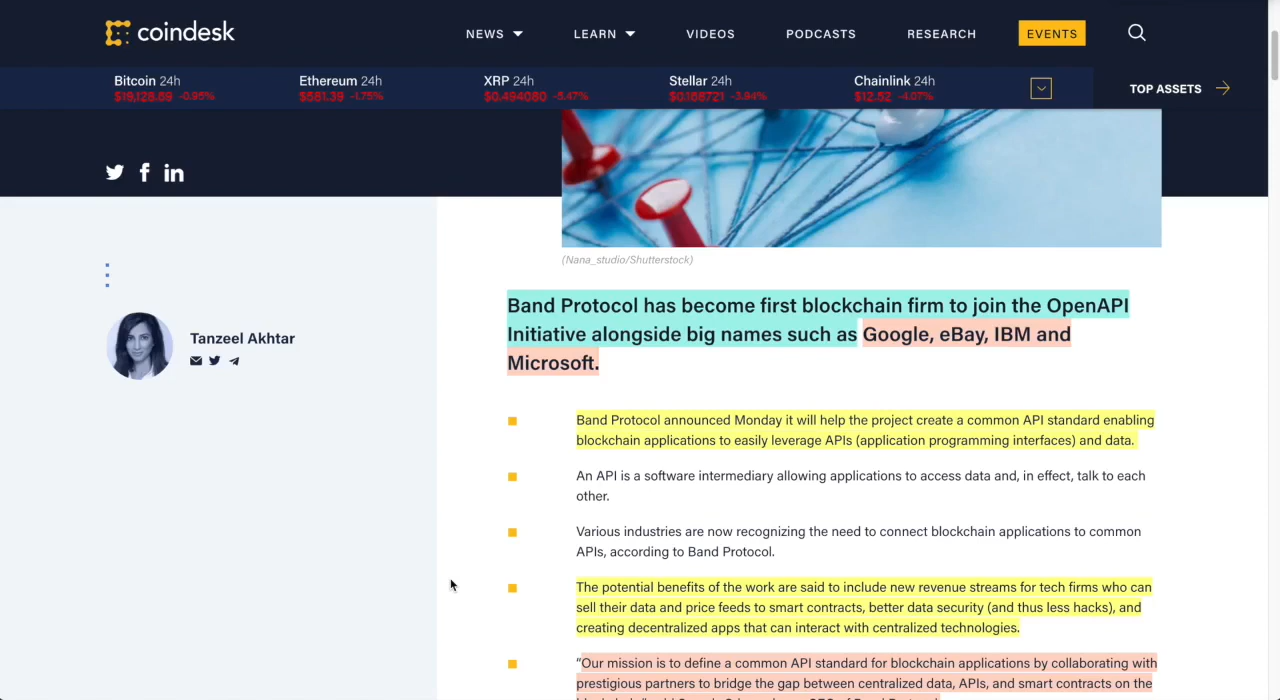 coindesk
NEWS
LEARN
VIDEOS
PODCASTS
RESEARCH
EVENTS
Bitcoin 24h
Ethereum 24h
XRP 24h
Stellar 24h
Chainlink 24h
$19,128.69 -0.95%
$581.39 -1.75%
$0.494080 -5.47%
$0.168721 -3.94%
$12.52 -4.07%
TOP ASSETS
(Nana_studio/Shutterstock)
Tanzeel Akhtar
Band Protocol has become first blockchain firm to join the OpenAPI
Initiative alongside big names such as Google, eBay, IBM and
Microsoft.
Band Protocol announced Monday it will help the project create a common API standard enabling
blockchain applications to easily leverage APIs (application programming interfaces) and data.
An API is a software intermediary allowing applications to access data and, in effect, talk to each
other.
Various industries are now recognizing the need to connect blockchain applications to common
APIs, according to Band Protocol.
The potential benefits of the work are said to include new revenue streams for tech firms who can
sell their data and price feeds to smart contracts, better data security (and thus less hacks), and
creating decentralized apps that can interact with centralized technologies.
"Our mission is to define a common API standard for blockchain applications by collaborating with
prestigious partners to bridge the gap between centralized data, APIs, and smart contracts on the